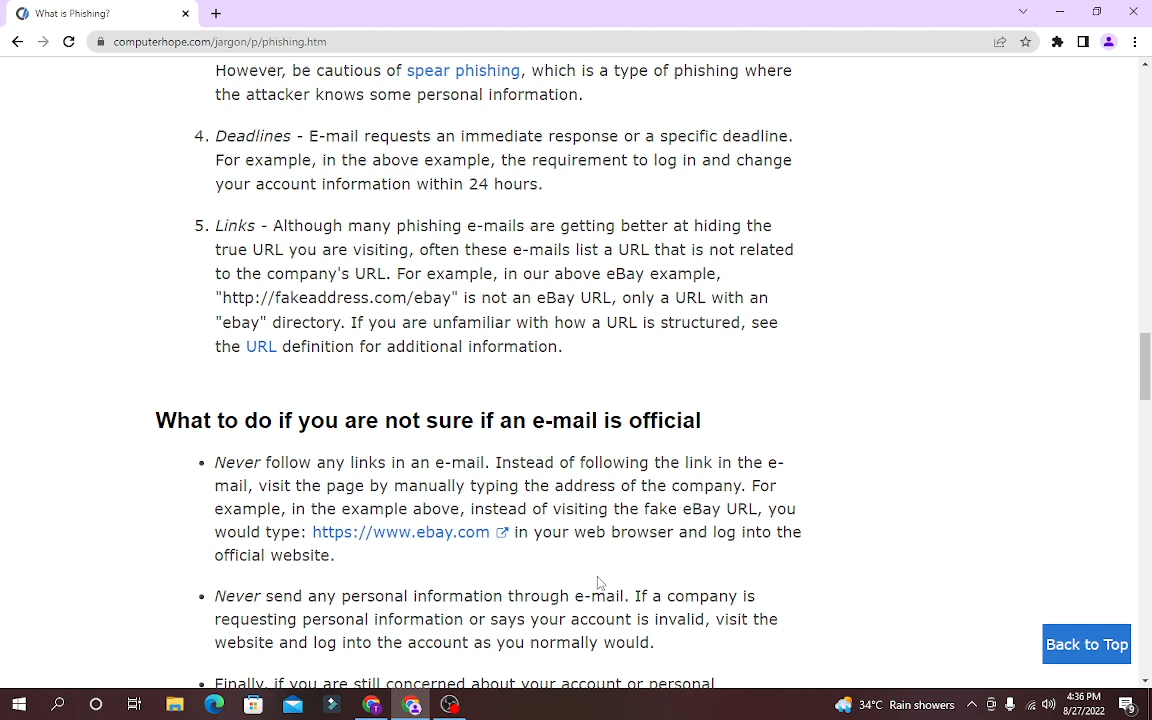 What is Phishing?
computerhope.com/jargon/p/phishing.htm
However, be cautious of spear phishing, which is a type of phishing where
the attacker knows some personal information.
4. Deadlines - E-mail requests an immediate response or a specific deadline.
For example, in the above example, the requirement to log in and change
your account information within 24 hours.
5. Links - Although many phishing e-mails are getting better at hiding the
true URL you are visiting, often these e-mails list a URL that is not related
to the company's URL. For example, in our above eBay example,
"http://fakeaddress.com/ebay" is not an eBay URL, only a URL with an
"ebay" directory. If you are unfamiliar with how a URL is structured, see
the URL definition for additional information.
What to do if you are not sure if an e-mail is official
• Never follow any links in an e-mail. Instead of following the link in the e-
mail, visit the page by manually typing the address of the company. For
example, in the example above, instead of visiting the fake eBay URL, you
would type: https://www.ebay.com in your web browser and log into the
official website.
• Never send any personal information through e-mail. If a company is
requesting personal information or says your account is invalid, visit the
website and log into the account as you normally would.
• Finally, if you are still concerned about your account or personal
Back to Top
34°C Rain showers
4:36 PM
8/27/2022
9